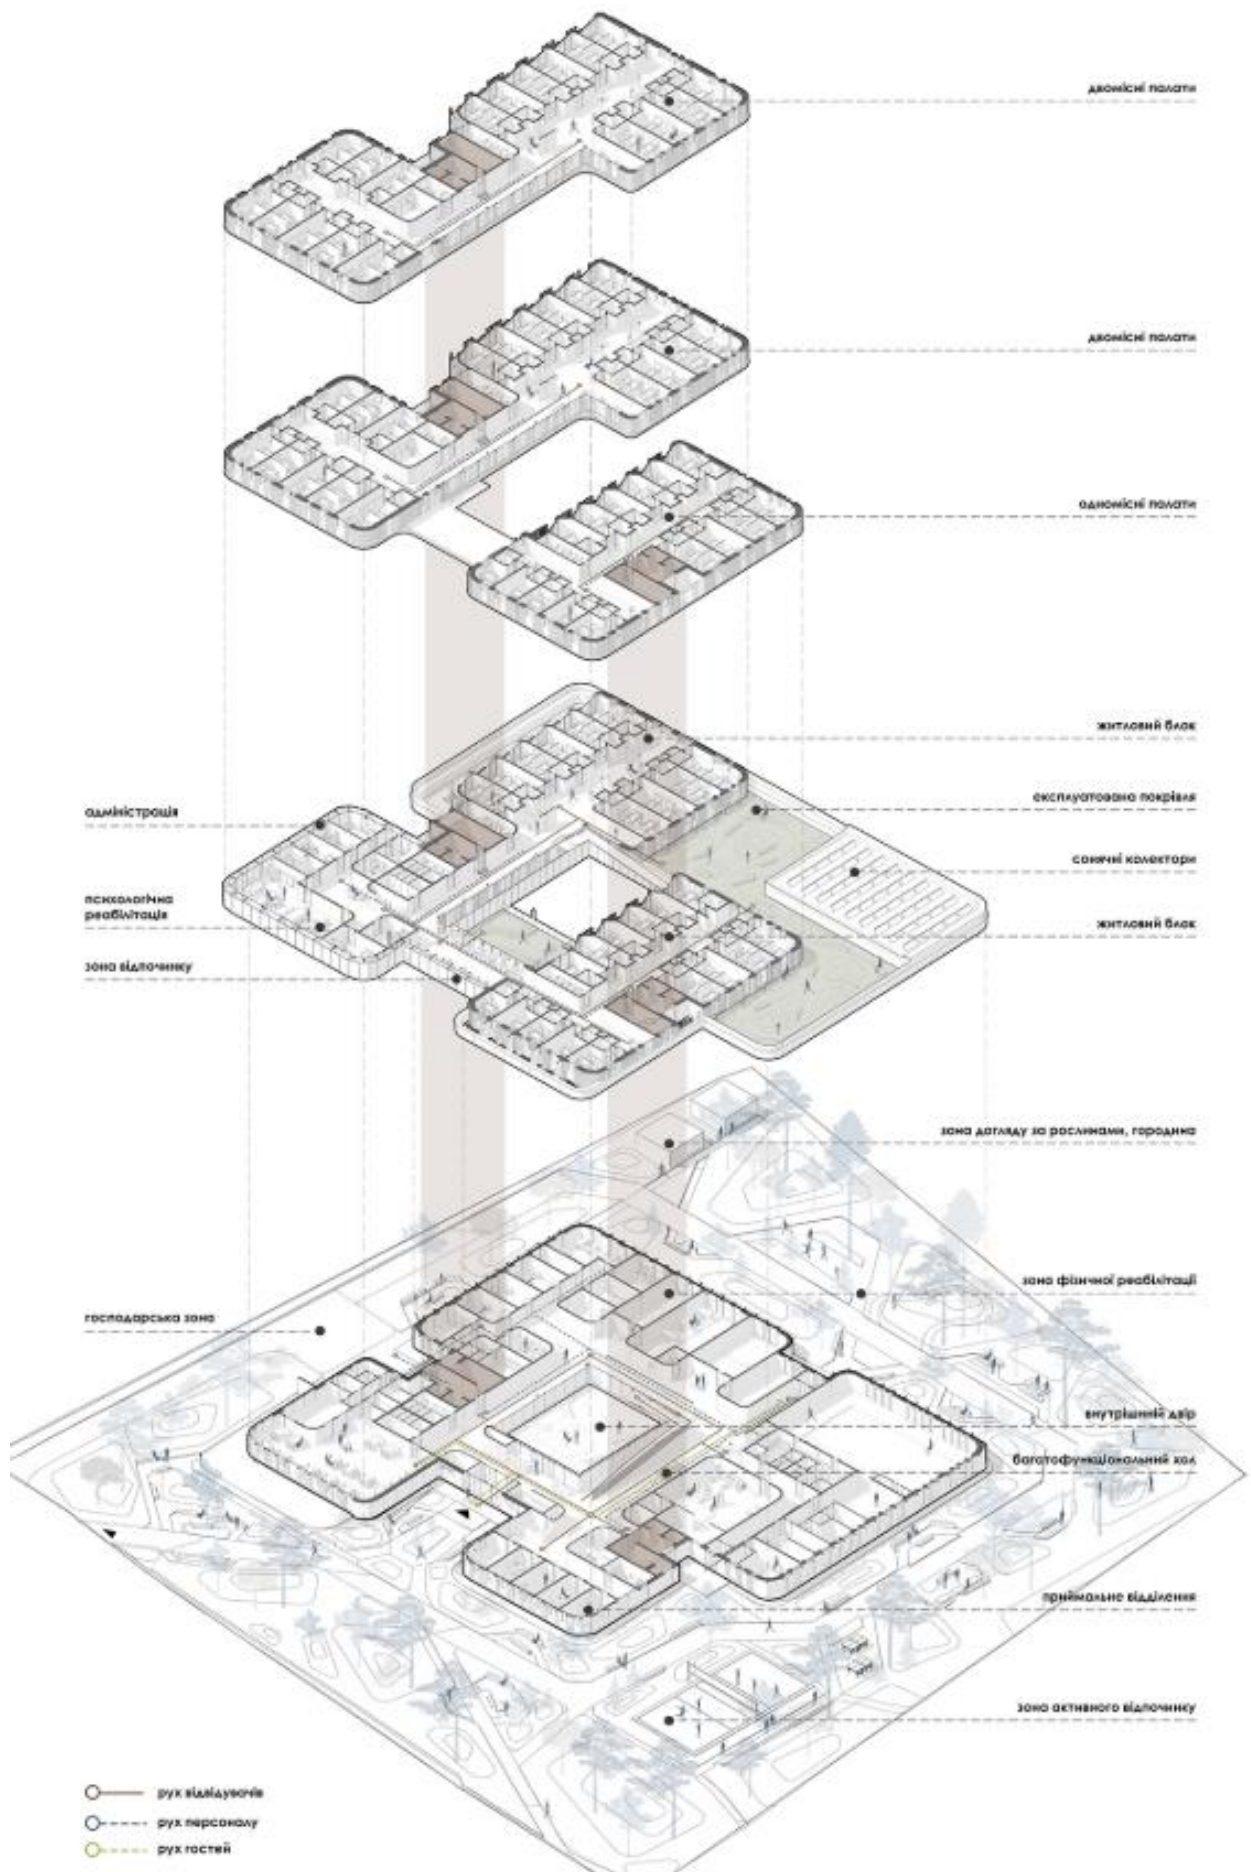 двомісні палати
двомісні палати
одномісні палати
житловий блок
експлуатована покрівля
адміністрація
сонячні колектори
психологічна
реабілітація
житловий блок
зона відпочинку
зона догляду за рослинами, городина
зона фізичної реабілітації
господарська зона
внутрішній двір
багатофункціональний хол
приймальне відділення
зона активного відпочинку
рух відвідувачів
рух персоналу
рух гостей